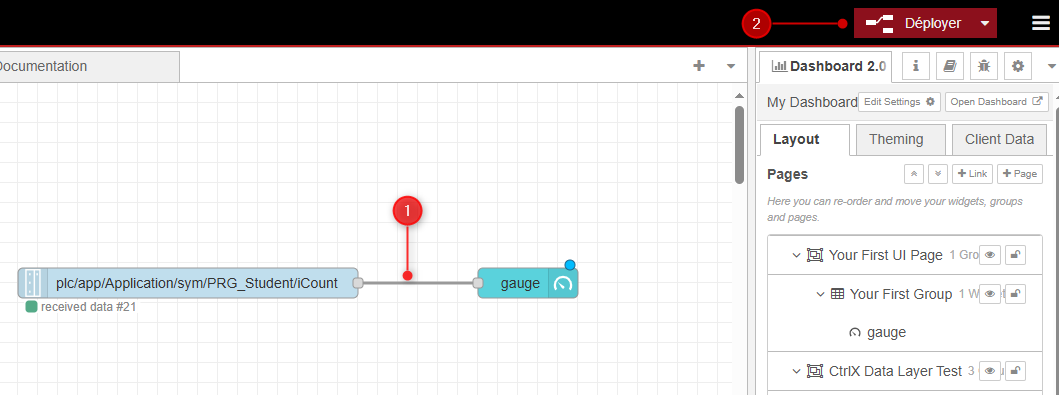 2
Déployer
Documentation
Dashboard 2.0
My Dashboard
Edit Settings
Open Dashboard
Layout
Theming
Client Data
Pages
Link
Page
Here you can re-order and move your widgets, groups
and pages.
1
Your First UI Page 1 Gro
plc/app/Application/sym/PRG_Student/iCount
gauge
Your First Group 1 W
received data #21
gauge
CtrlX Data Layer Test 3